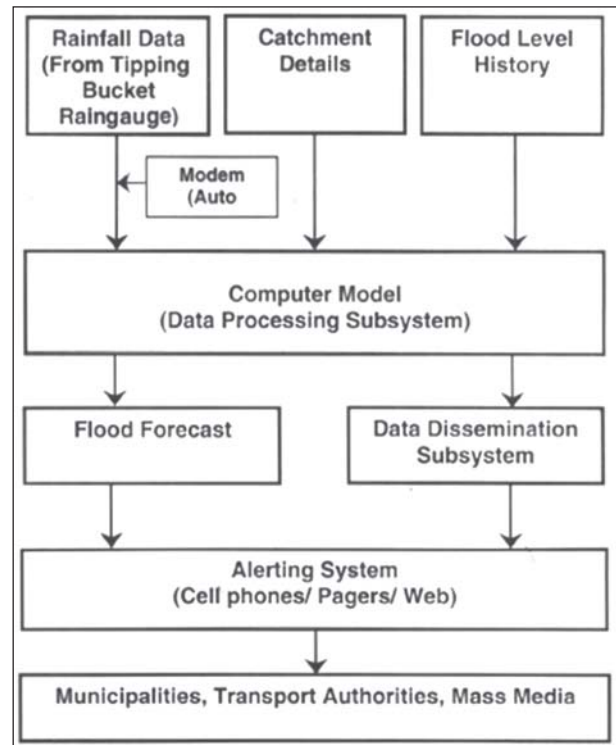 Rainfall Data
(From Tipping
Bucket
Raingauge)
Catchment
Details
Flood Level
History
Modem
(Auto
Computer Model
(Data Processing Subsystem)
Flood Forecast
Data Dissemination
Subsystem
Alerting System
(Cell phones/ Pagers/ Web)
Municipalities, Transport Authorities, Mass Media